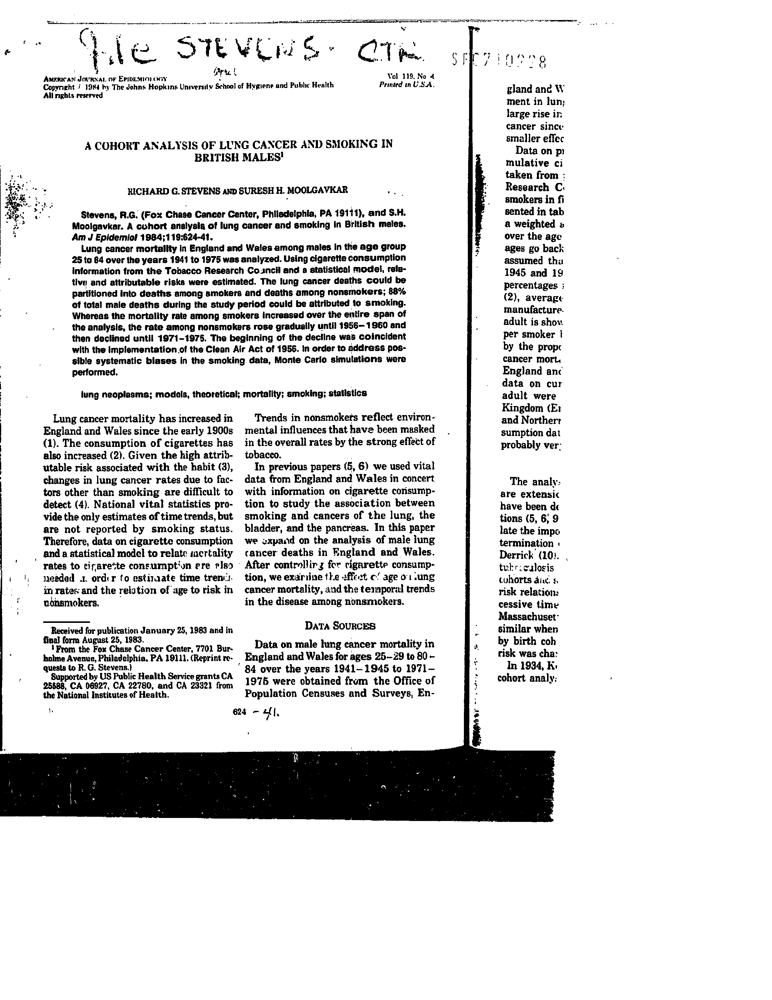 File STEVENS - CTR
April
AMERICAN JOURNAL OF EPIDEMIOLOGY
Vol 119, No 4
Copyright 1984 by The Johns Hopkins University School of Hygiene and Public Health
Printed in U.S.A.
All rights reserved
A COHORT ANALYSIS OF LUNG CANCER AND SMOKING IN
BRITISH MALES¹
RICHARD G. STEVENS AND SURESH H. MOOLGAVKAR
Stevens, R.G. (Fox Chase Cancer Center, Philadelphia, PA 19111), and S.H.
Moolgavkar. A cohort analysis of lung cancer and smoking in British males.
Am J Epidemiol 1984;119:624-41.
Lung cancer mortality in England and Wales among males in the age group
25 to 84 over the years 1941 to 1975 was analyzed. Using cigarette consumption
information from the Tobacco Research Council and a statistical model, rela-
tive and attributable risks were estimated. The lung cancer deaths could be
partitioned into deaths among smokers and deaths among nonsmokers; 88%
of total male deaths during the study period could be attributed to smoking.
Whereas the mortality rate among smokers increased over the entire span of
the analysis, the rate among nonsmokers rose gradually until 1956-1960 and
then declined until 1971-1975. The beginning of the decline was coincident
with the implementation of the Clean Air Act of 1956. In order to address pos-
sible systematic biases in the smoking data, Monte Carlo simulations were
performed.
lung neoplasms; models, theoretical; mortality; smoking; statistics
Lung cancer mortality has increased in
England and Wales since the early 1900s
(1). The consumption of cigarettes has
also increased (2). Given the high attrib-
utable risk associated with the habit (3),
changes in lung cancer rates due to fac-
tors other than smoking are difficult to
detect (4). National vital statistics pro-
vide the only estimates of time trends, but
are not reported by smoking status.
Therefore, data on cigarette consumption
and a statistical model to relate mortality
rates to cigarette consumption are also
needed in order to estimate time trends
in rates and the relation of age to risk in
nonsmokers.
Received for publication January 25, 1983 and in
final form August 25, 1983.
¹ From the Fox Chase Cancer Center, 7701 Bur-
holme Avenue, Philadelphia, PA 19111. (Reprint re-
quests to R. G. Stevens.)
Supported by US Public Health Service grants CA
25588, CA 06927, CA 22780, and CA 23321 from
the National Institutes of Health.
Trends in nonsmokers reflect environ-
mental influences that have been masked
in the overall rates by the strong effect of
tobacco.
In previous papers (5, 6) we used vital
data from England and Wales in concert
with information on cigarette consump-
tion to study the association between
smoking and cancers of the lung, the
bladder, and the pancreas. In this paper
we expand on the analysis of male lung
cancer deaths in England and Wales.
After controlling for cigarette consump-
tion, we examine the effect of age on lung
cancer mortality, and the temporal trends
in the disease among nonsmokers.
DATA SOURCES
Data on male lung cancer mortality in
England and Wales for ages 25-29 to 80-
84 over the years 1941-1945 to 1971-
1975 were obtained from the Office of
Population Censuses and Surveys, En-
624 - 41.
gland and W
ment in lung
large rise in
cancer since
smaller effec
Data on pr
mulative ci
taken from
Research C
smokers in fi
sented in tab
a weighted
over the age
ages go back
assumed tha
1945 and 19
percentages
(2), average
manufacture
adult is show
per smoker
by the propo
cancer morta
England and
data on cur
adult were
Kingdom (
and Northern
sumption dat
probably very
The analy
are extensi
have been de
tions (5, 6, 9
late the impo
termination
Derrick (10).
tuberculosis
cohorts and
risk relation
cessive time
Massachuset
similar when
by birth coh
risk was cha
In 1934, K
cohort analy